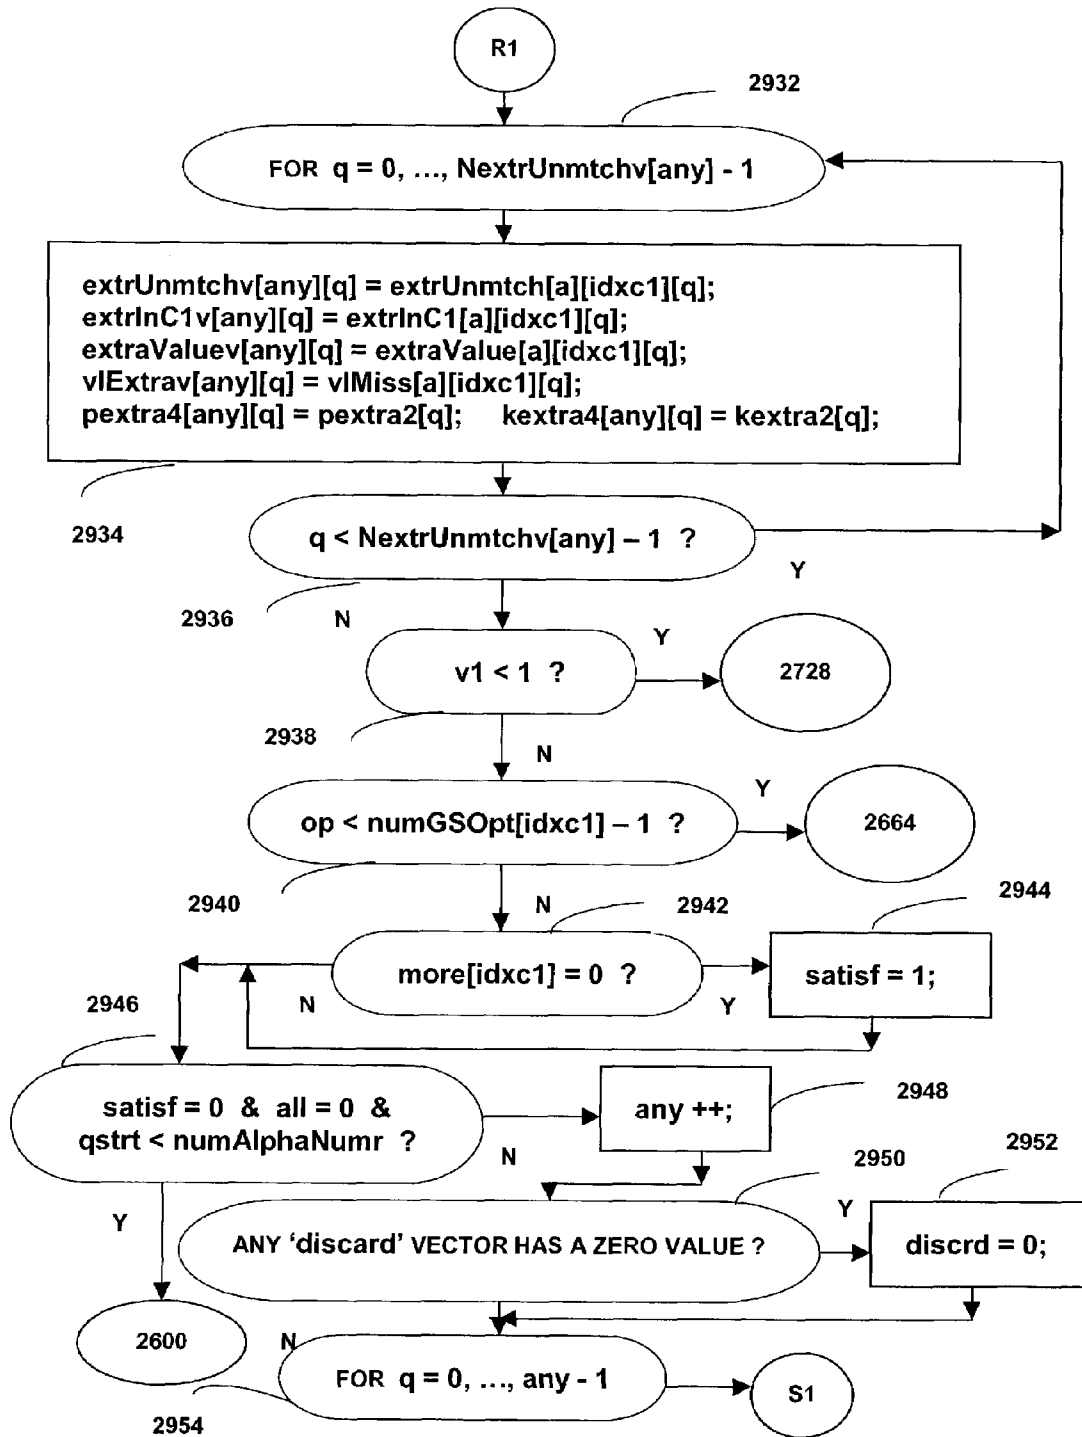 R1
2932
FOR q = 0, ..., NextrUnmtchv[any] - 1
extrUnmtchv[any][q] = extrUnmtch[a][idxc1][q];
extrInC1v[any][q] = extrInC1[a][idxc1][q];
extraValuev[any][q] = extraValue[a][idxc1][q];
vlExtrav[any][q] = vlMiss[a][idxc1][q];
pextra4[any][q] = pextra2[q]; kextra4[any][q] = kextra2[q];
2934
q < NextrUnmtchv[any] – 1 ?
Y
2936
N
v1 < 1 ?
Y
2728
2938
N
op < numGSOpt[idxc1] – 1 ?
Y
2664
2940
N
2942
2944
more[idxc1] = 0 ?
N
Y
satisf = 1;
2946
satisf = 0 & all = 0 &
qstrt < numAlphaNumr ?
N
any ++;
2948
Y
2950
2952
ANY 'discard' VECTOR HAS A ZERO VALUE ?
Y
discrd = 0;
2600
N
FOR q = 0, ..., any - 1
S1
2954